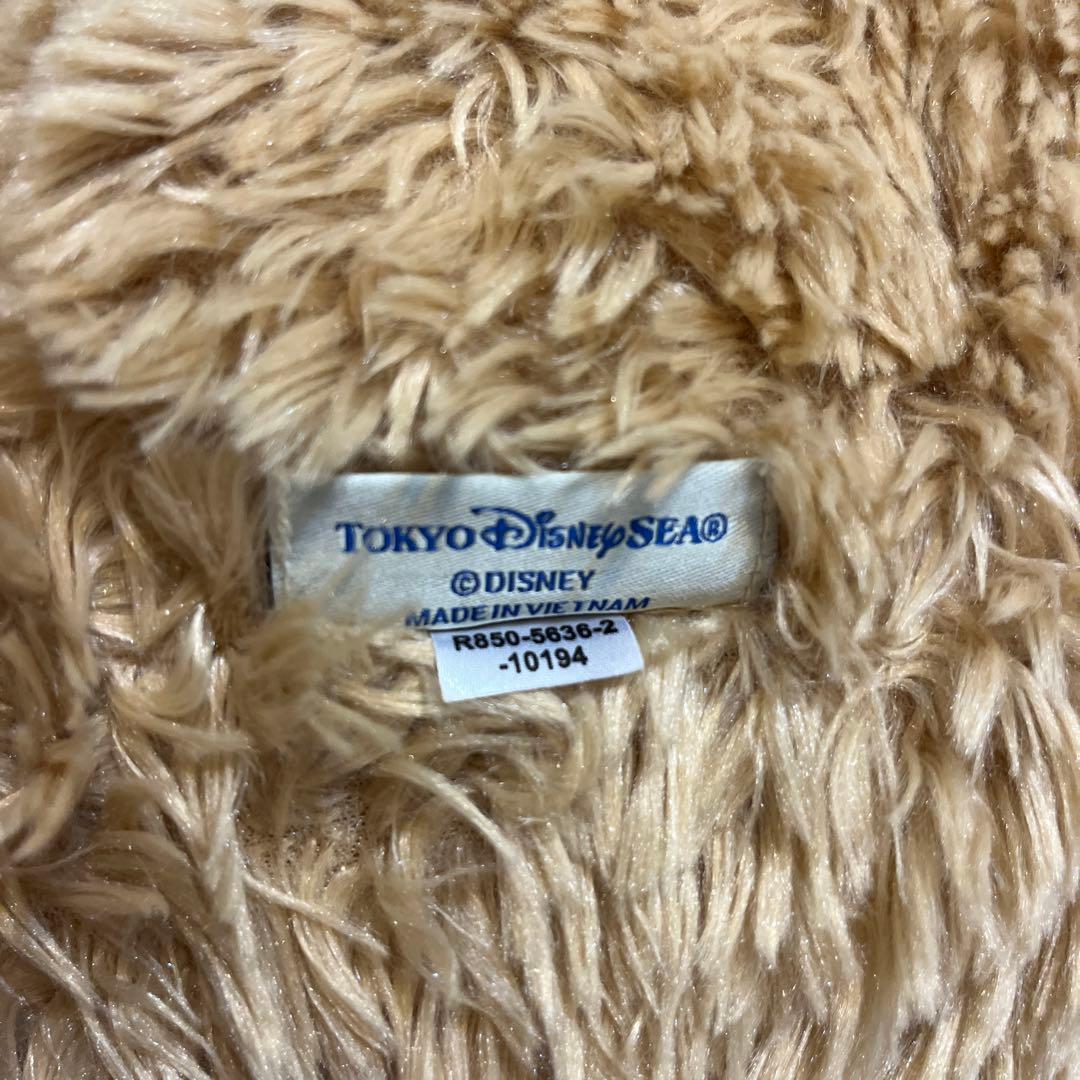 TOKYO DISNEYSEA®
© DISNEY
MADE IN VIETNAM
R850-5636-2
-10194